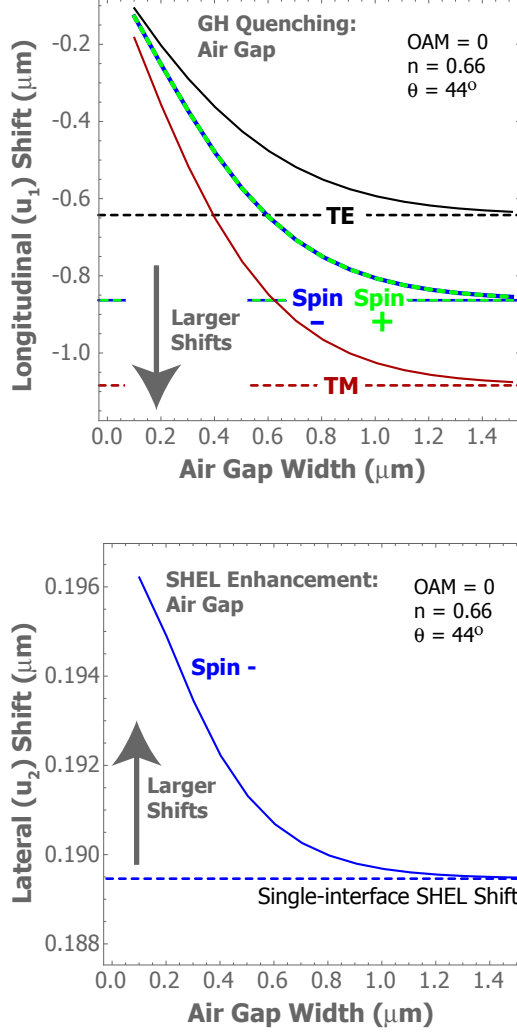 GH Quenching:
Air Gap
OAM = 0
n = 0.66
θ = 44º
Longitudinal (u1) Shift (μm)
-0.2
-0.4
-0.6
-0.8
-1.0
TE
Spin Spin
- +
Larger
Shifts
TM
0.0 0.2 0.4 0.6 0.8 1.0 1.2 1.4
Air Gap Width (μm)
SHEL Enhancement:
Air Gap
OAM = 0
n = 0.66
θ = 44º
Lateral (u2) Shift (μm)
0.196
0.194
0.192
0.190
0.188
Spin -
Larger
Shifts
Single-interface SHEL Shift
0.0 0.2 0.4 0.6 0.8 1.0 1.2 1.4
Air Gap Width (μm)